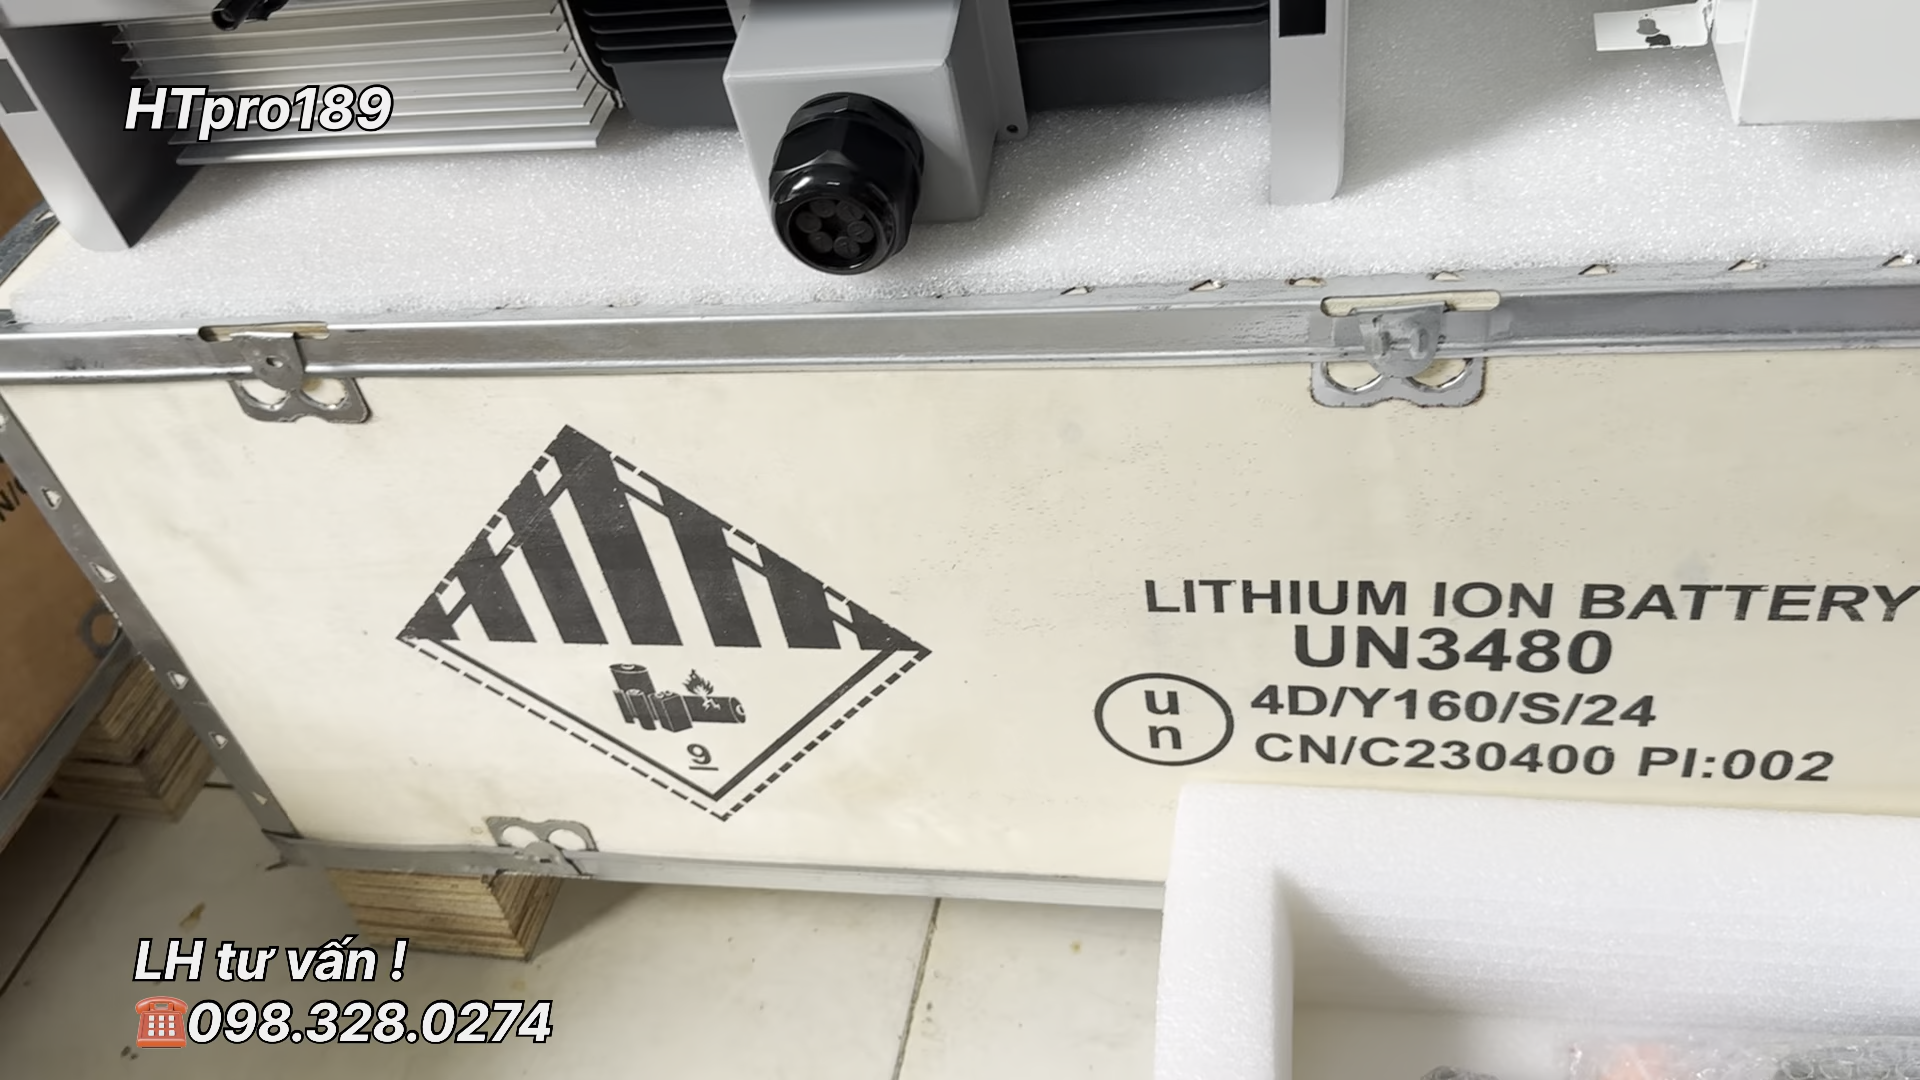 HTpro189
LITHIUM ION BATTERY
UN3480
un
4D/Y160/S/24
CN/C230400 PI:002
9
LH tư vấn !
☎️098.328.0274